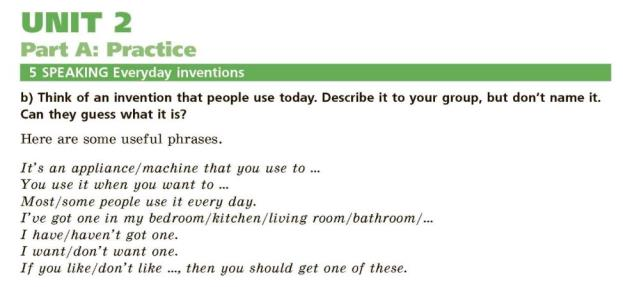 UNIT 2
Part A: Practice
5 SPEAKING Everyday inventions
b) Think of an invention that people use today. Describe it to your group, but don't name it.
Can they guess what it is?
Here are some useful phrases.
It's an appliance/machine that you use to ...
You use it when you want to ...
Most/some people use it every day.
I've got one in my bedroom/kitchen/living room/bathroom/...
I have/haven't got one.
I want/don't want one.
If you like/don't like ..., then you should get one of these.